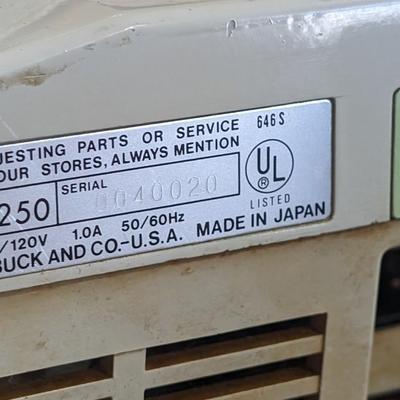 UESTING PARTS OR SERVICE 646S
OUR STORES, ALWAYS MENTION
250 SERIAL 0040020
UL
®
LISTED
/120V 1.0A 50/60Hz
BUCK AND CO.-U.S.A. MADE IN JAPAN